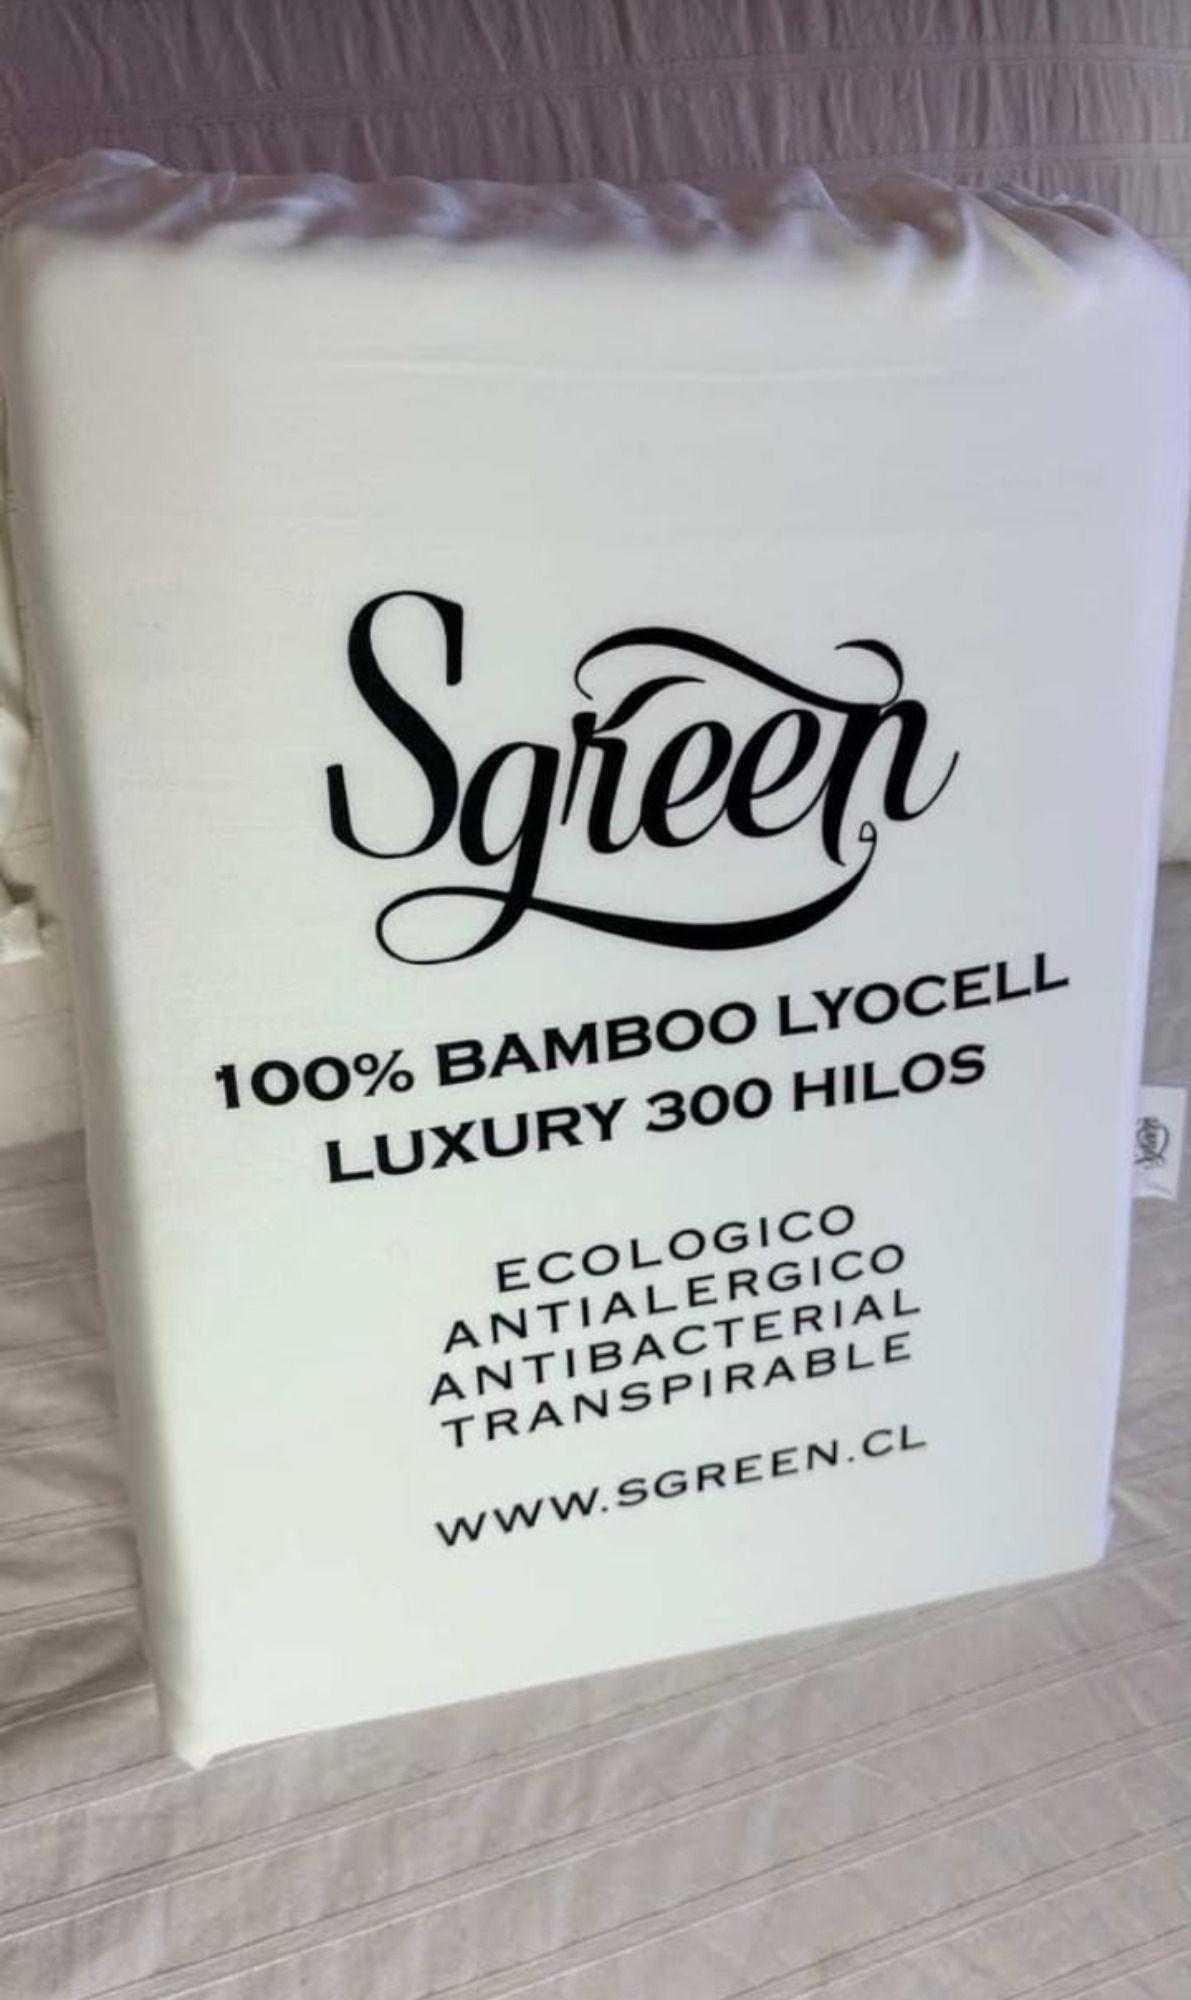 Sgreen
100% BAMBOO LYOCELL
LUXURY 300 HILOS
ECOLOGICO
ANTIALERGICO
ANTIBACTERIAL
TRANSPIRABLE
WWW.SGREEN.CL